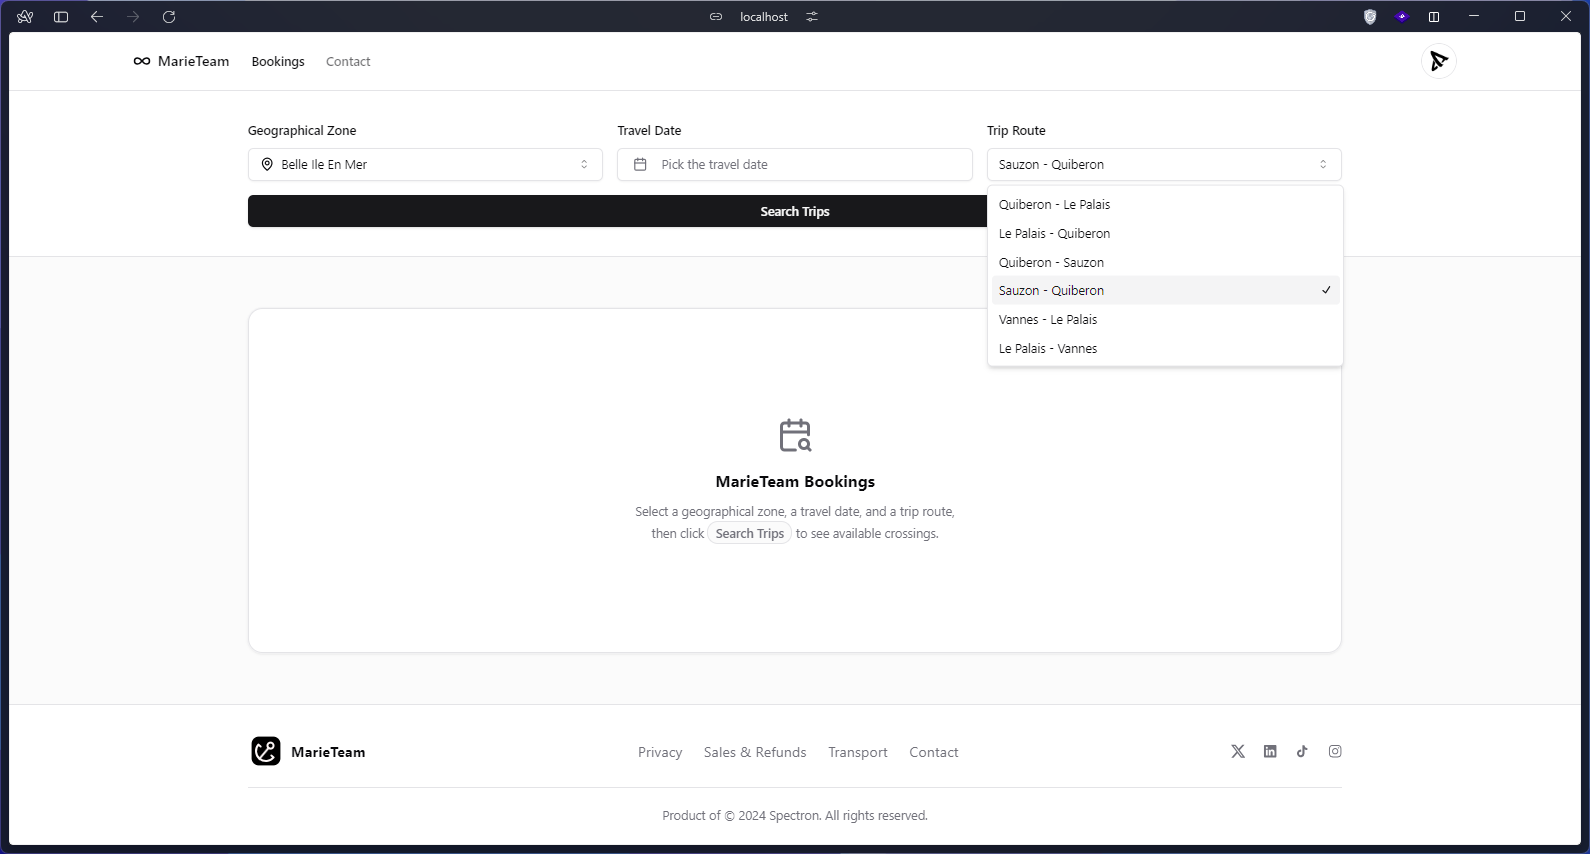 localhost
MarieTeam Bookings Contact
Geographical Zone
Belle Ile En Mer
Travel Date
Pick the travel date
Trip Route
Sauzon - Quiberon
Search Trips
Quiberon - Le Palais
Le Palais - Quiberon
Quiberon - Sauzon
Sauzon - Quiberon
Vannes - Le Palais
Le Palais - Vannes
MarieTeam Bookings
Select a geographical zone, a travel date, and a trip route,
then click Search Trips to see available crossings.
MarieTeam
Privacy Sales & Refunds Transport Contact
Product of © 2024 Spectron. All rights reserved.